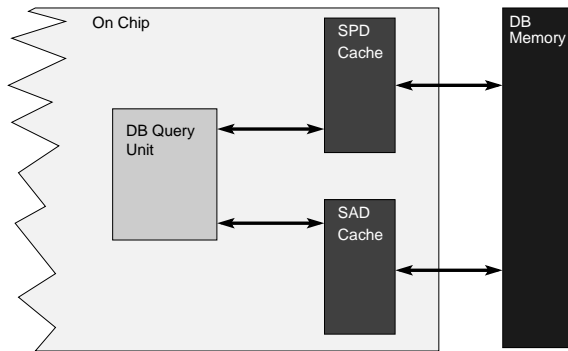 On Chip
SPD
Cache
DB
Memory
DB Query
Unit
SAD
Cache